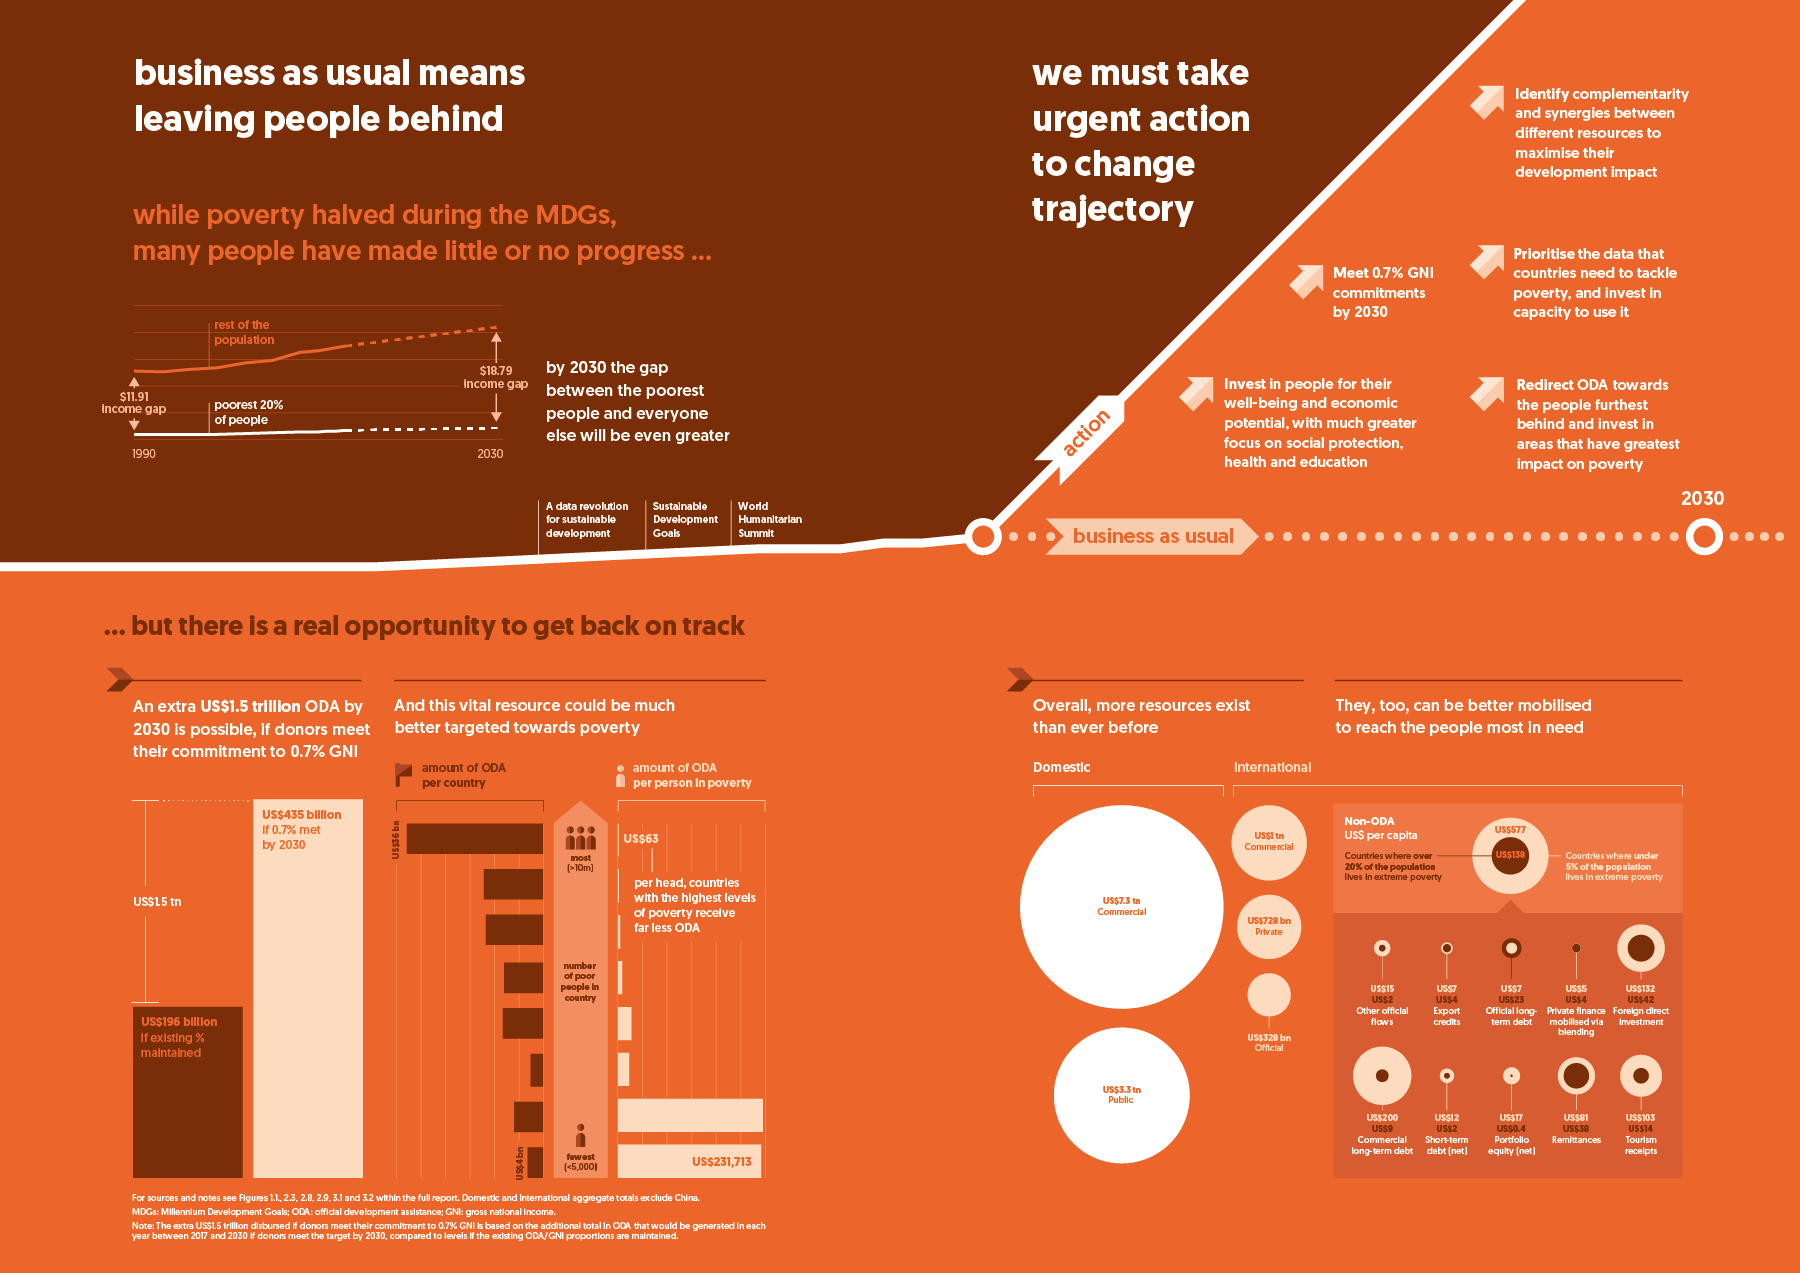 business as usual means
leaving people behind
while poverty halved during the MDGs,
many people have made little or no progress ...
rest of the
population
$11.91
income gap
poorest 20%
of people
$18.79
income gap
1990
2030
by 2030 the gap
between the poorest
people and everyone
else will be even greater
we must take
urgent action
to change
trajectory
Identify complementarity
and synergies between
different resources to
maximise their
development impact
Meet 0.7% GNI
commitments
by 2030
Prioritise the data that
countries need to tackle
poverty, and invest in
capacity to use it
Invest in people for their
well-being and economic
potential, with much greater
focus on social protection,
health and education
Redirect ODA towards
the people furthest
behind and invest in
areas that have greatest
impact on poverty
action
A data revolution
for sustainable
development
Sustainable
Development
Goals
World
Humanitarian
Summit
business as usual
2030
... but there is a real opportunity to get back on track
An extra US$1.5 trillion ODA by
2030 is possible, if donors meet
their commitment to 0.7% GNI
US$1.5 tn
US$435 billion
if 0.7% met
by 2030
US$196 billion
if existing %
maintained
And this vital resource could be much
better targeted towards poverty
amount of ODA
per country
amount of ODA
per person in poverty
US$36 bn
most
(>10m)
number
of poor
people in
country
fewest
(<5,000)
US$4bn
US$63
per head, countries
with the highest levels
of poverty receive
far less ODA
US$231,713
For sources and notes see Figures 1.1., 2.3, 2.8, 2.9, 3.1 and 3.2 within the full report. Domestic and international aggregate totals exclude China.
MDGs: Millennium Development Goals; ODA: official development assistance; GNI: gross national income.
Note: The extra US$1.5 trillion disbursed if donors meet their commitment to 0.7% GNI is based on the additional total in ODA that would be generated in each
year between 2017 and 2030 if donors meet the target by 2030, compared to levels if the existing ODA/GNI proportions are maintained.
Overall, more resources exist
than ever before
Domestic
US$7.3 tn
Commercial
US$3.3 tn
Public
They, too, can be better mobilised
to reach the people most in need
International
US$1 tn
Commercial
US$728 bn
Private
US$328 bn
Official
Non-ODA
US$ per capita
US$577
US$138
Countries where over
20% of the population
lives in extreme poverty
Countries where under
5% of the population
lives in extreme poverty
US$15
US$2
Other official
flows
US$7
US$4
Export
credits
US$7
US$23
Official long-
term debt
US$5
US$4
Private finance
mobilised via
blending
US$132
US$42
Foreign direct
investment
US$200
US$9
Commercial
long-term debt
US$12
US$2
Short-term
debt (net)
US$17
US$0.4
Portfolio
equity (net)
US$81
US$38
Remittances
US$103
US$14
Tourism
receipts